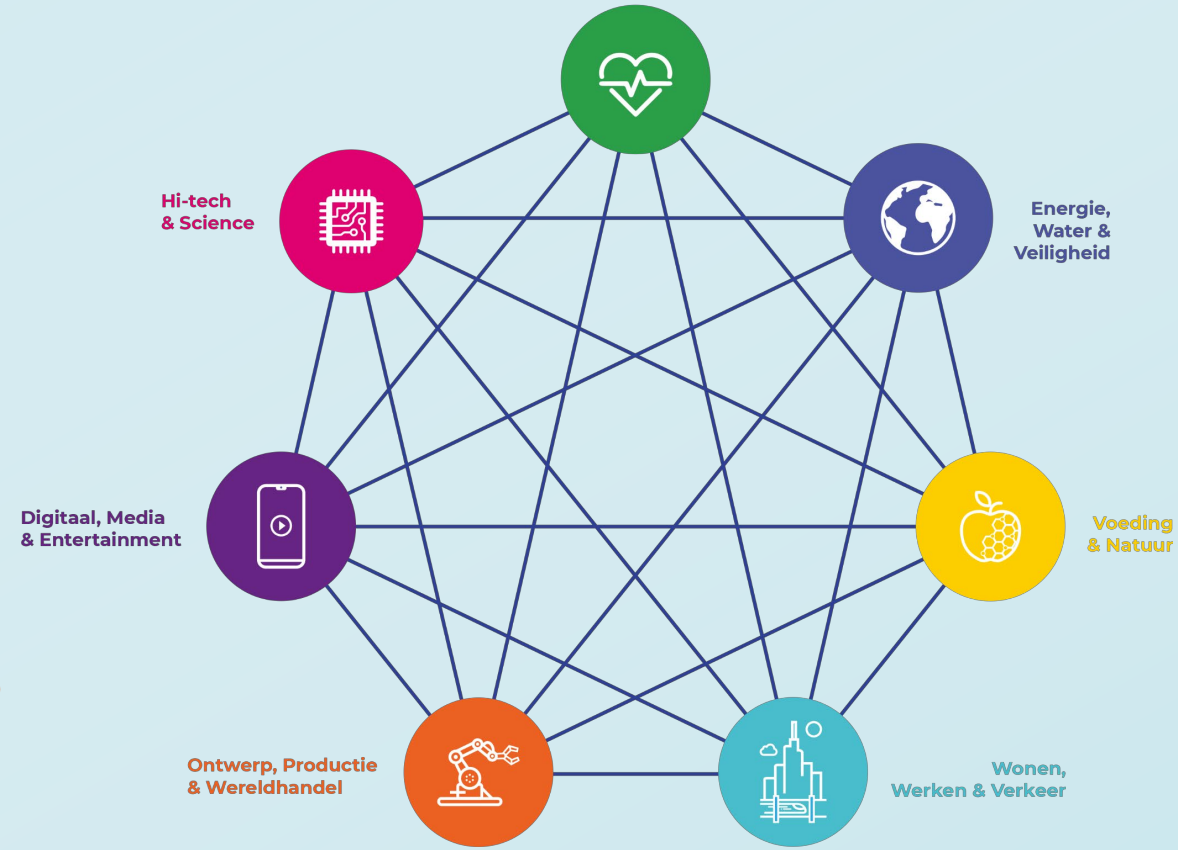 Hi-tech
& Science
Energie,
Water &
Veiligheid
Digitaal, Media
& Entertainment
Voeding
& Natuur
Ontwerp, Productie
& Wereldhandel
Wonen,
Werken & Verkeer